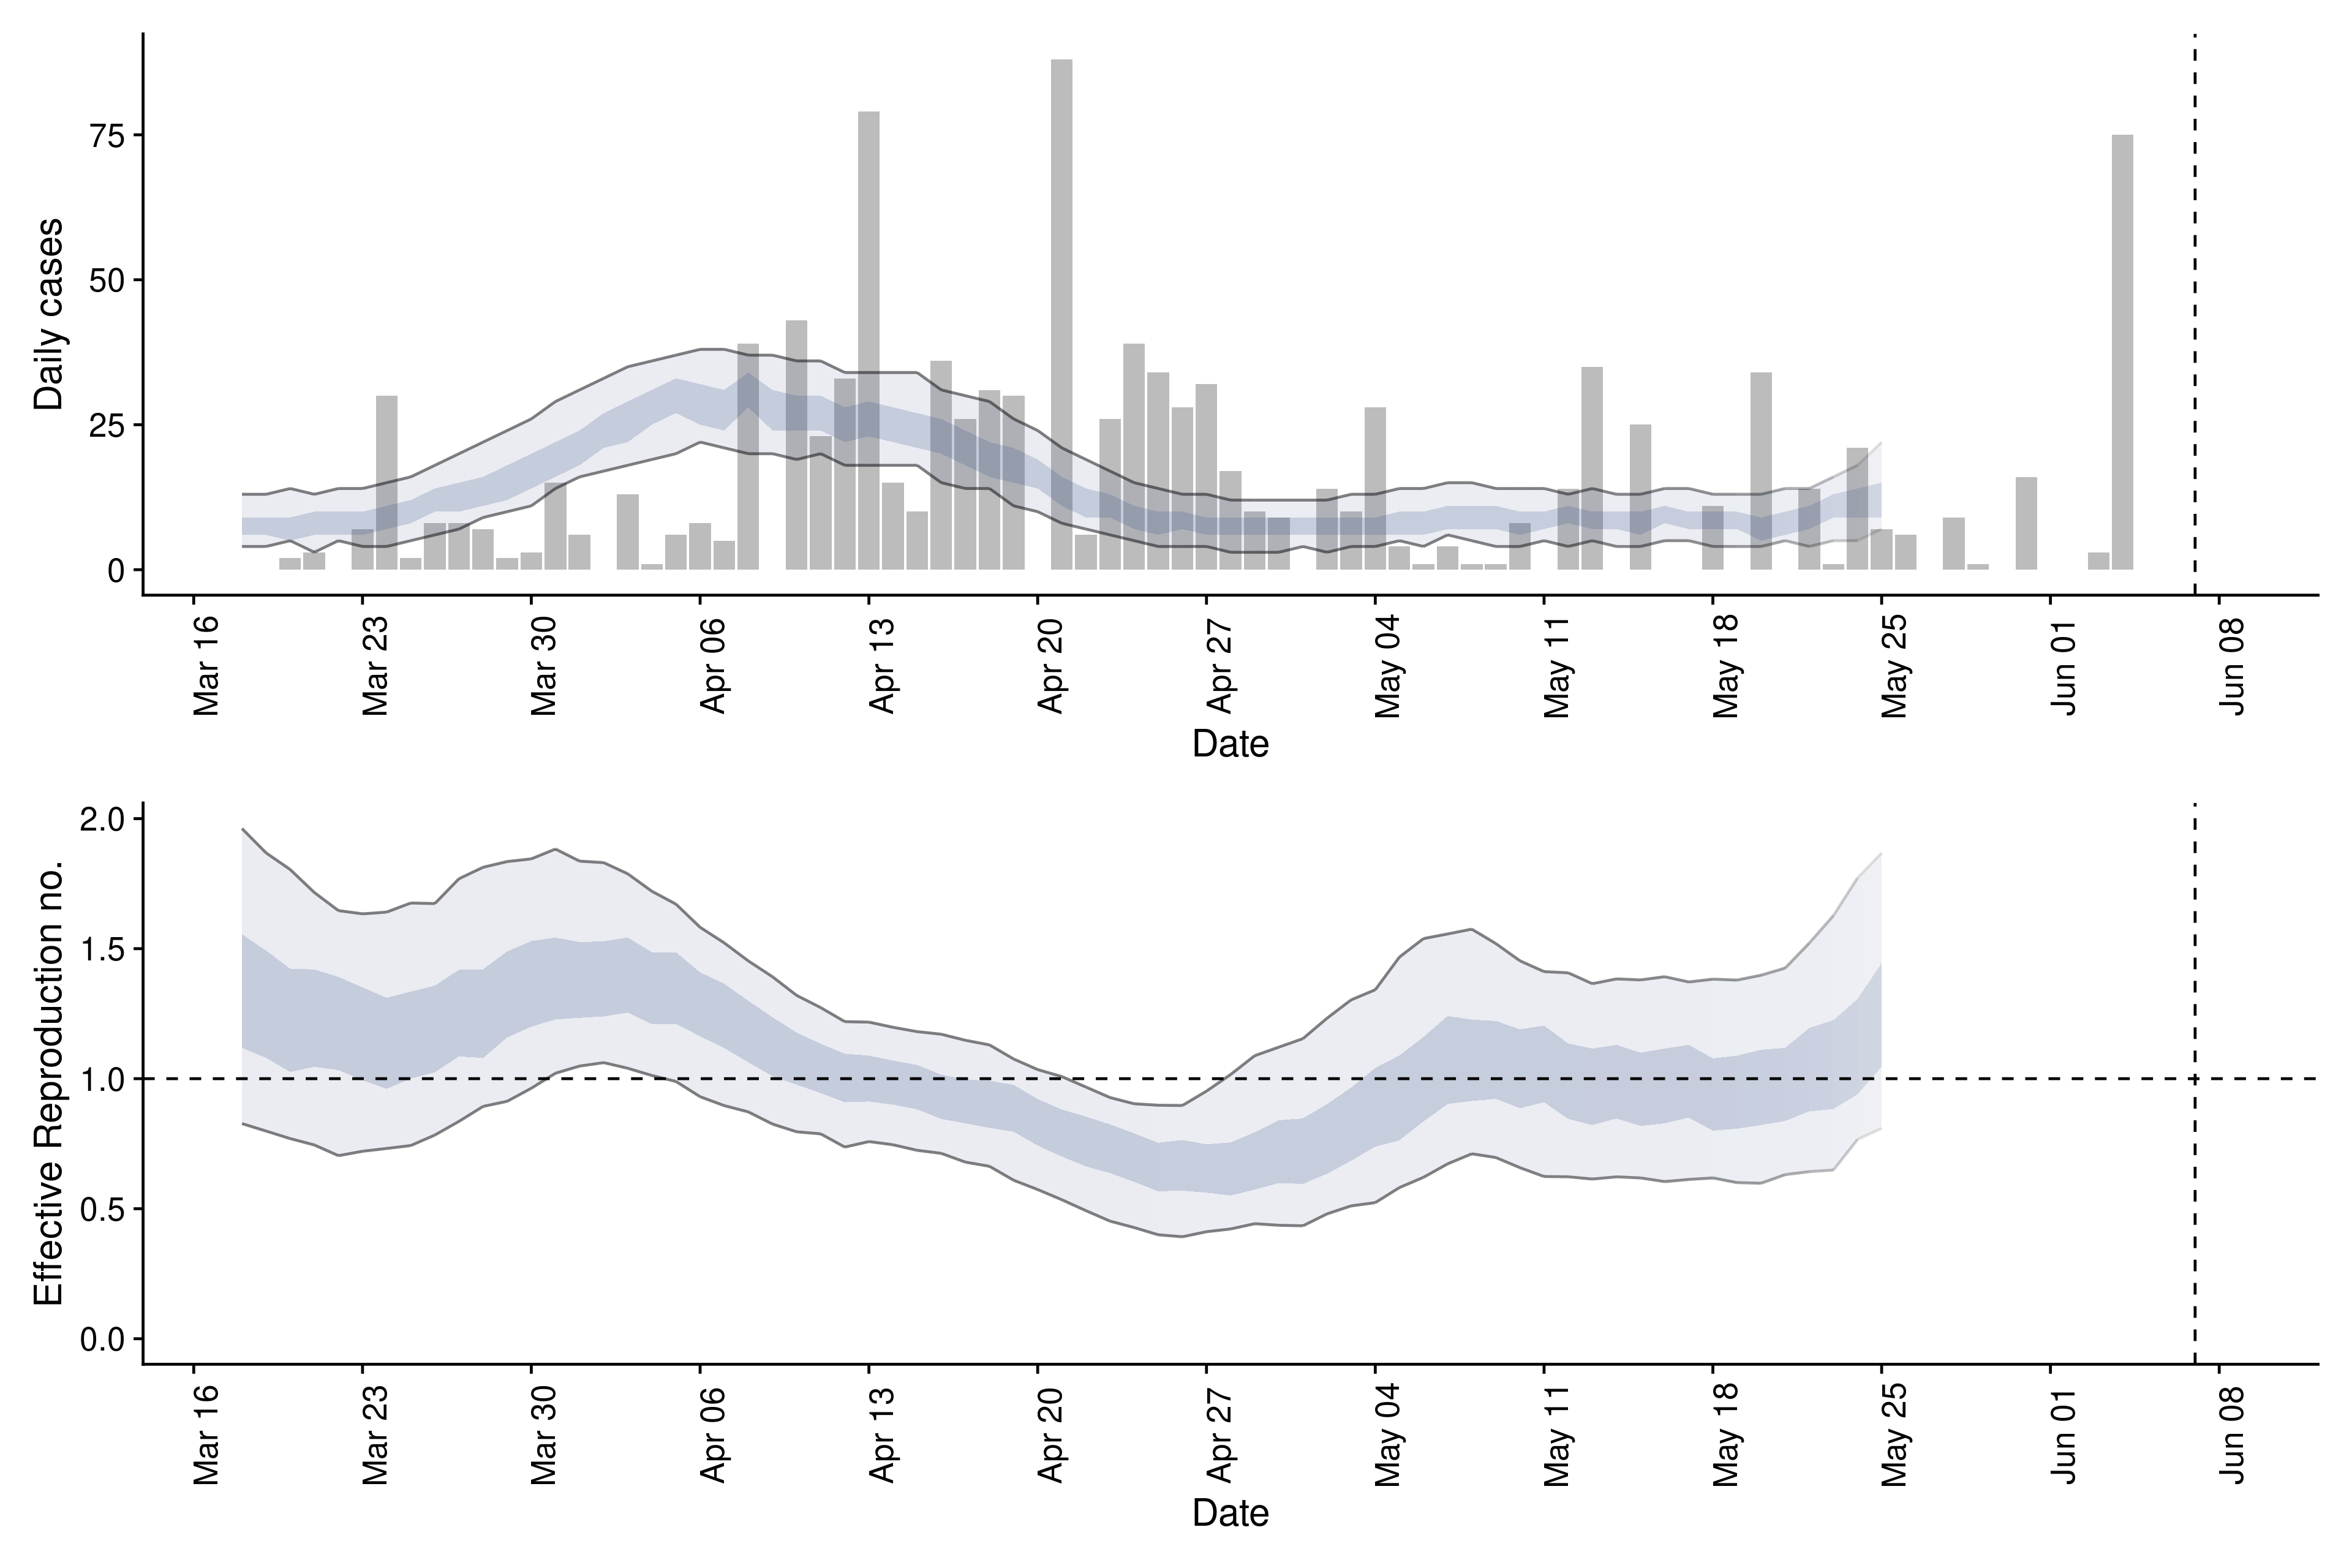 Daily cases
75
50
25
0
Mar 16
Mar 23
Mar 30
Apr 06
Apr 13
Apr 20
Apr 27
May 04
May 11
May 18
May 25
Jun 01
Jun 08
Date
Effective Reproduction no.
2.0
1.5
1.0
0.5
0.0
Mar 16
Mar 23
Mar 30
Apr 06
Apr 13
Apr 20
Apr 27
May 04
May 11
May 18
May 25
Jun 01
Jun 08
Date